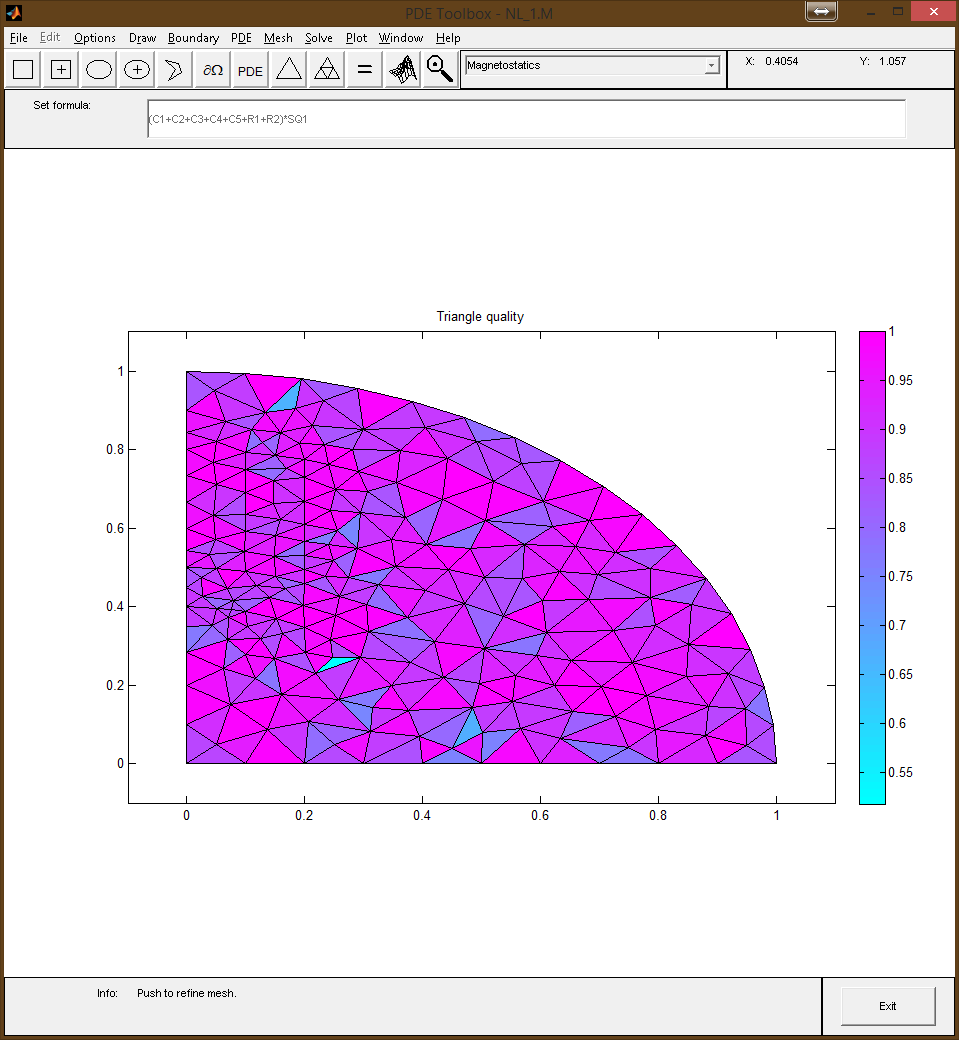 PDE Toolbox - NL_1.M
File Edit Options Draw Boundary PDE Mesh Solve Plot Window Help
∂Ω PDE = Magnetostatics X: 0.4054 Y: 1.057
Set formula: (C1+C2+C3+C4+C5+R1+R2)*SQ1
Triangle quality
1
0.8
0.6
0.4
0.2
0
0 0.2 0.4 0.6 0.8 1
1
0.95
0.9
0.85
0.8
0.75
0.7
0.65
0.6
0.55
Info: Push to refine mesh.
Exit